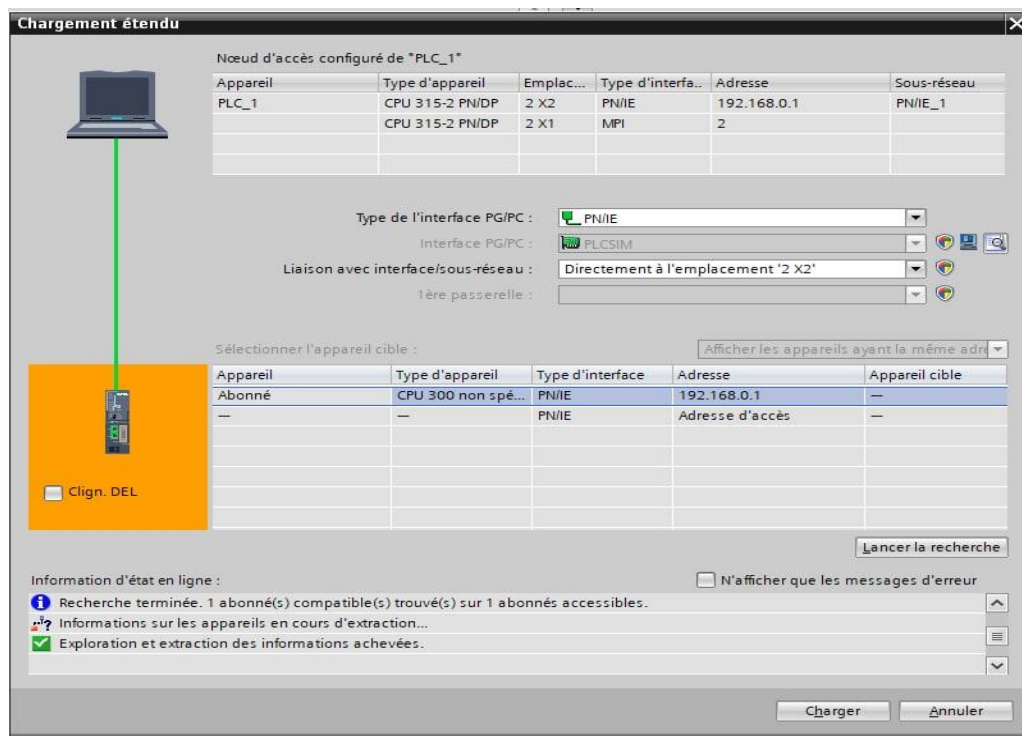 Chargement étendu
Nœud d'accès configuré de "PLC_1"
Appareil Type d'appareil Emplac... Type d'interfa.. Adresse Sous-réseau
PLC_1 CPU 315-2 PN/DP 2 X2 PN/IE 192.168.0.1 PN/IE_1
CPU 315-2 PN/DP 2 X1 MPI 2
Type de l'interface PG/PC : PN/IE
Interface PG/PC : PLCSIM
Liaison avec interface/sous-réseau : Directement à l'emplacement '2 X2'
1ère passerelle :
Sélectionner l'appareil cible : Afficher les appareils ayant la même adre
Appareil Type d'appareil Type d'interface Adresse Appareil cible
Abonné CPU 300 non spé... PN/IE 192.168.0.1 —
— — PN/IE Adresse d'accès —
Clign. DEL
Lancer la recherche
Information d'état en ligne : N'afficher que les messages d'erreur
Recherche terminée. 1 abonné(s) compatible(s) trouvé(s) sur 1 abonnés accessibles.
Informations sur les appareils en cours d'extraction...
Exploration et extraction des informations achevées.
Charger Annuler